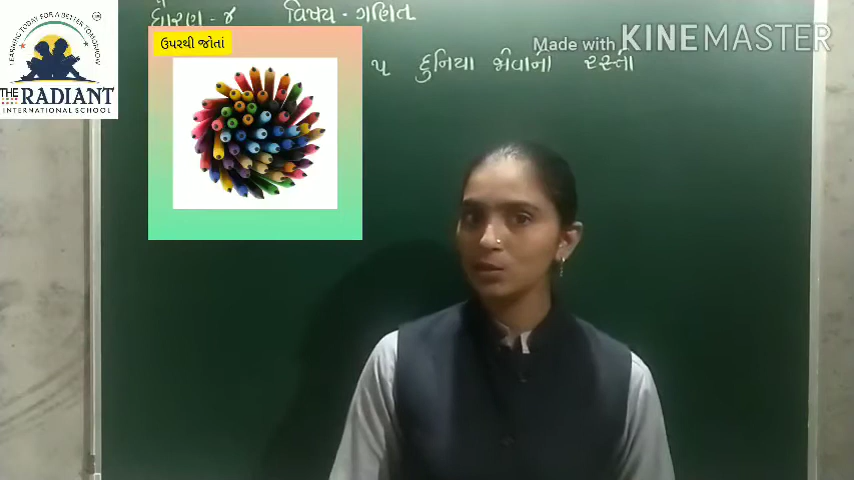 ધોરણ - ૪ વિષય - ગણિત
LEARNING TODAY FOR A BETTER TOMORROW
THE RADIANT
INTERNATIONAL SCHOOL
ઉપરથી જોતાં
Made with KINEMASTER
૫ દુનિયા જોવાની રસ્તો